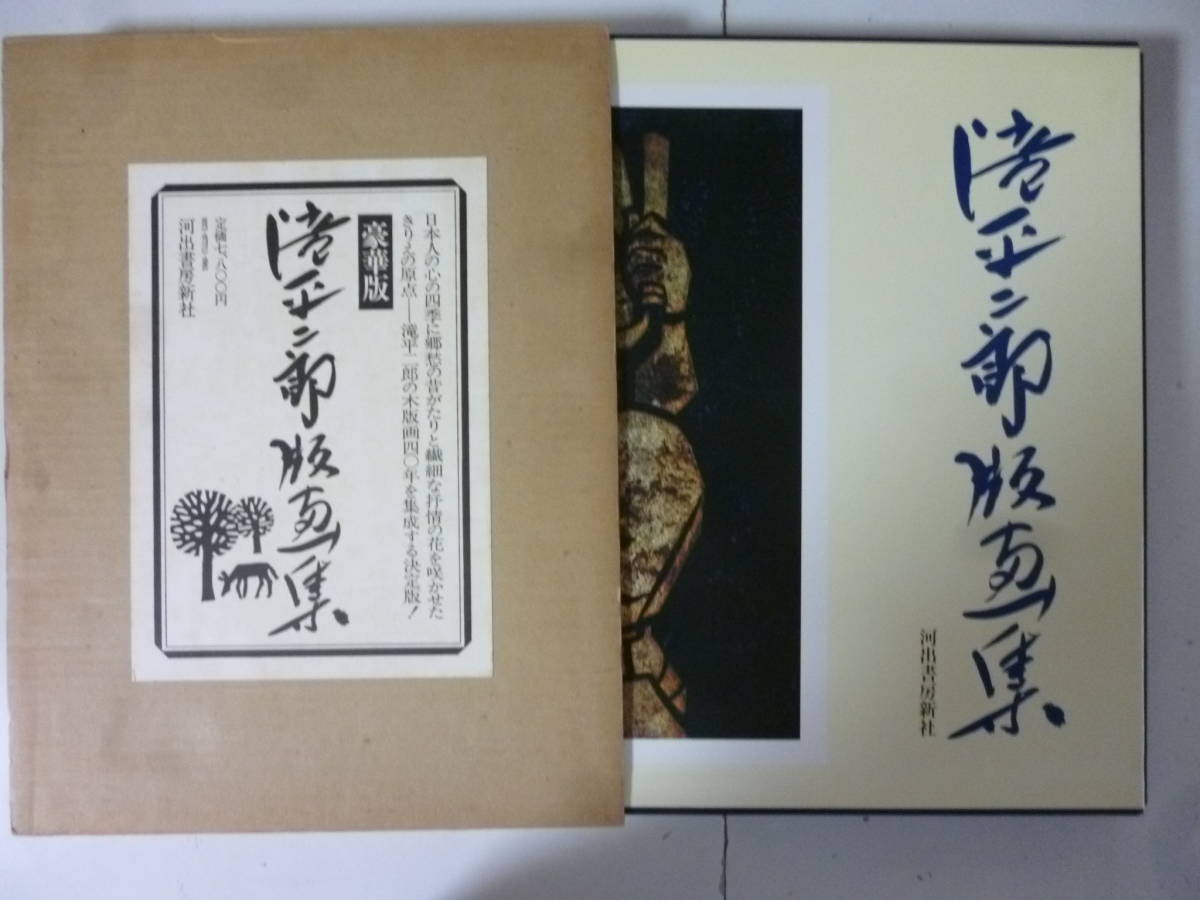 日本人の心の四季に郷愁の昔がたりと繊細な抒情の花を咲かせた
きりえの原点——滝平二郎の木版画四〇年を集成する決定版!
豪華版
滝平二郎版画集
定価七、八〇〇円
河出書房新社
滝平二郎版画集
河出書房新社